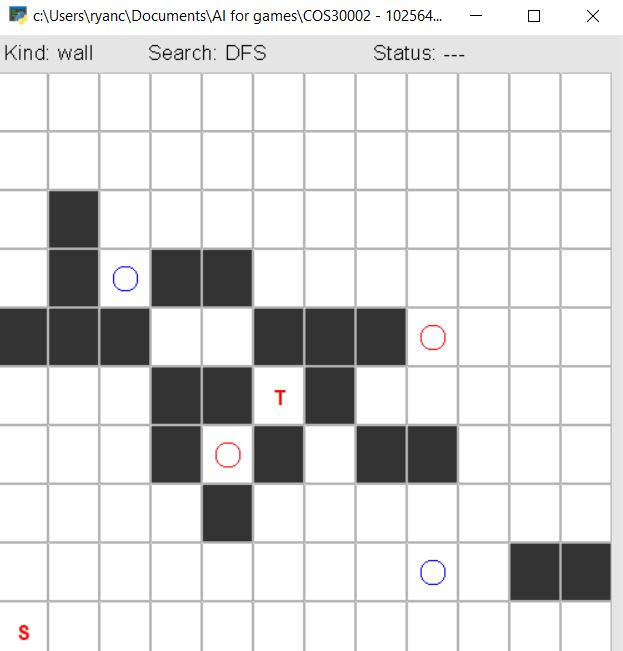 c:\Users\ryanc\Documents\AI for games\COS30002 - 102564...
Kind: wall Search: DFS Status: ---
T
S